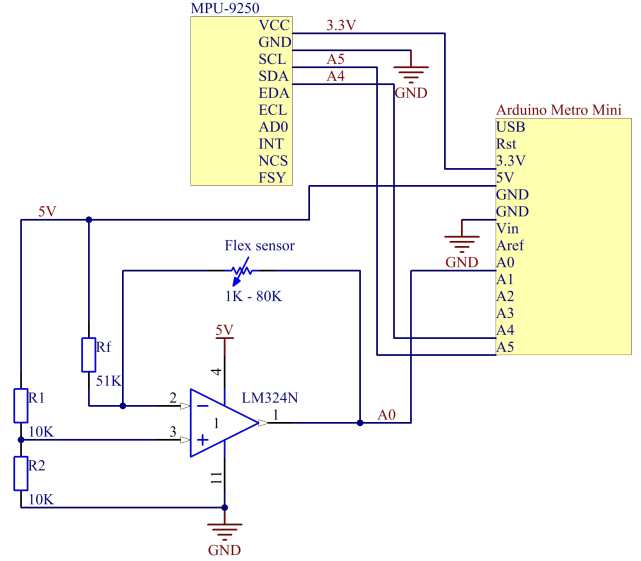 MPU-9250
VCC
GND
SCL
SDA
EDA
ECL
AD0
INT
NCS
FSY
3.3V
A5
A4
GND
Arduino Metro Mini
USB
Rst
3.3V
5V
GND
GND
Vin
Aref
A0
A1
A2
A3
A4
A5
GND
5V
Flex sensor
1K - 80K
Rf
51K
5V
4
LM324N
2
1
1
A0
3
11
R1
10K
R2
10K
GND